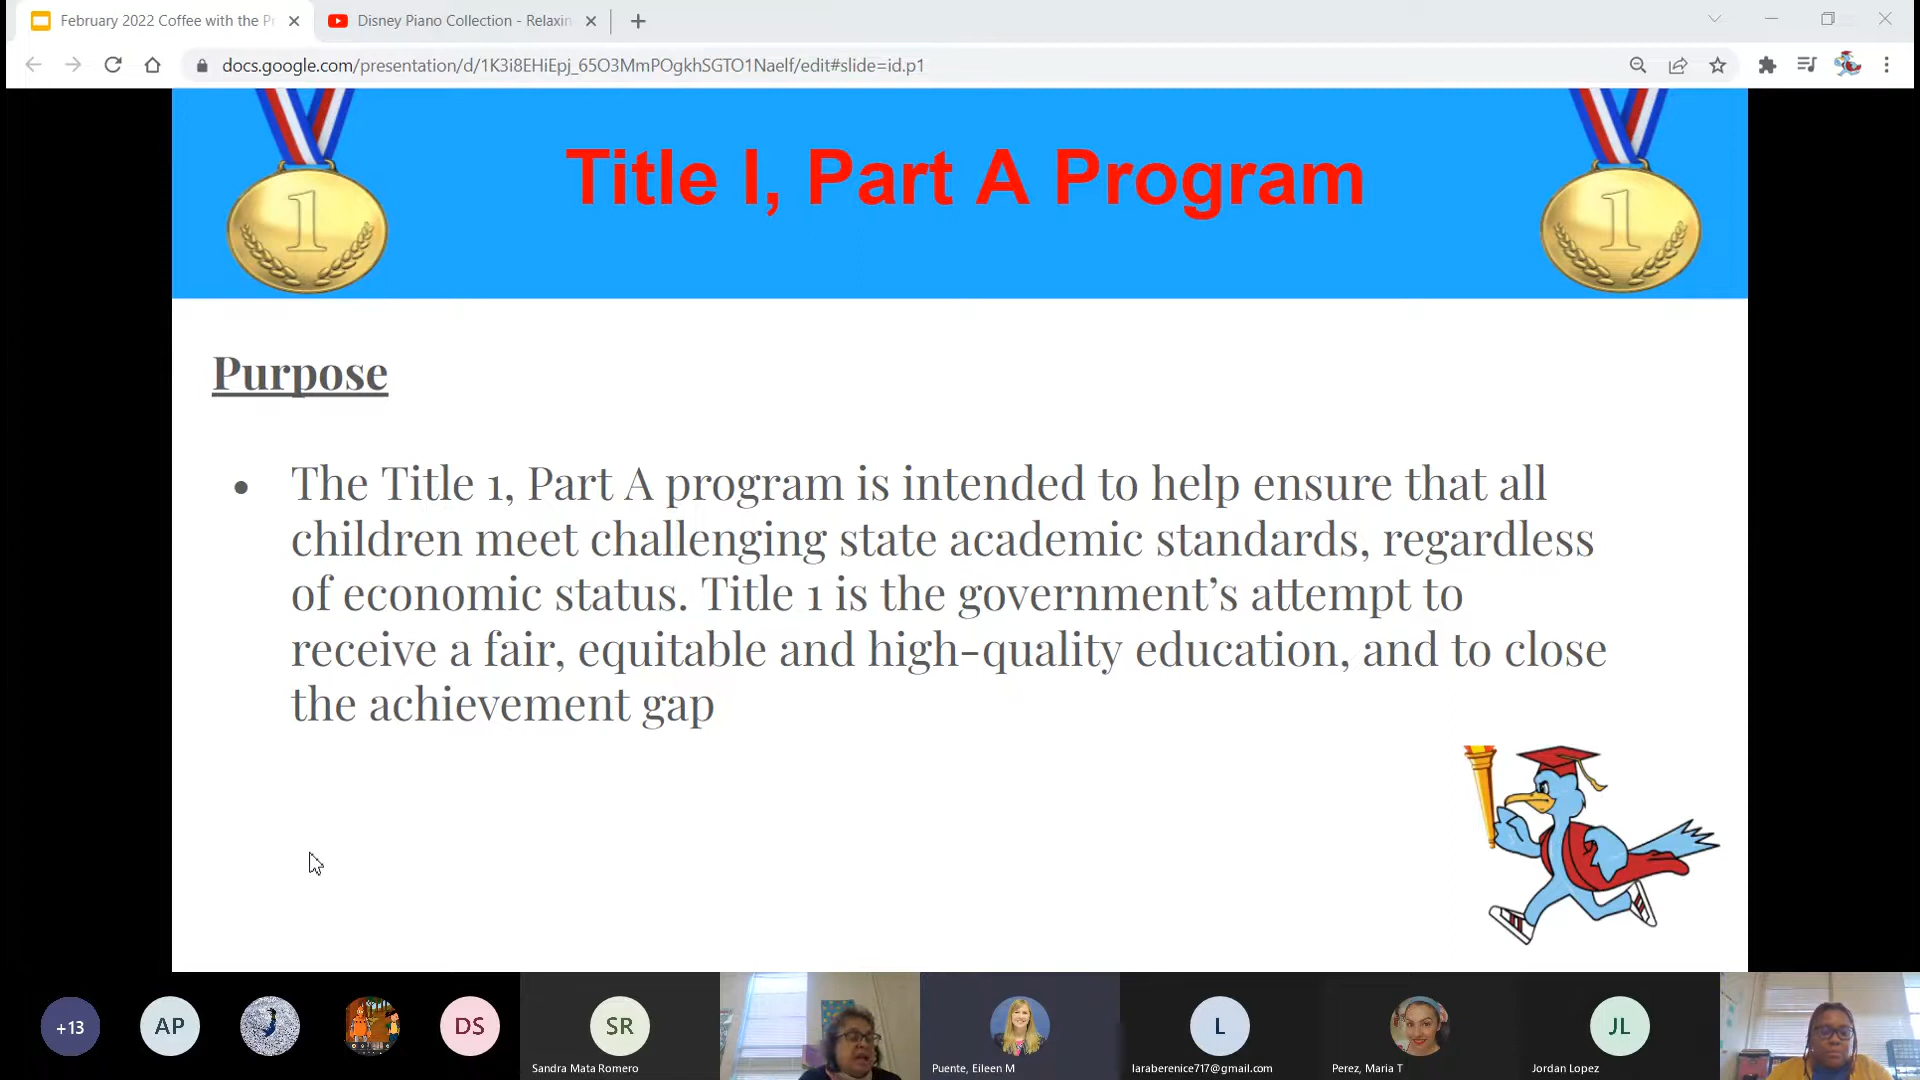 February 2022 Coffee with the Pr
Disney Piano Collection - Relaxin
docs.google.com/presentation/d/1K3i8EHiEpj_65O3MmPOgkhSGTO1Naelf/edit#slide=id.p1
1
Title I, Part A Program
1
Purpose
• The Title 1, Part A program is intended to help ensure that all
children meet challenging state academic standards, regardless
of economic status. Title 1 is the government’s attempt to
receive a fair, equitable and high-quality education, and to close
the achievement gap
+13
AP
DS
SR
L
JL
Sandra Mata Romero
Puente, Eileen M
laraberenice717@gmail.com
Perez, Maria T
Jordan Lopez